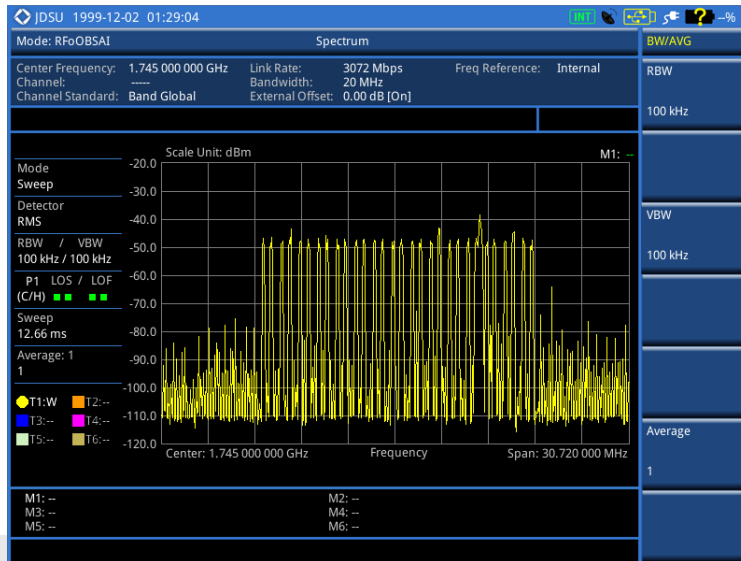 JDSU 1999-12-02 01:29:04
INT
? --%
Mode: RFoOBSAI
Spectrum
BW/AVG
Center Frequency: 1.745 000 000 GHz
Link Rate: 3072 Mbps
Freq Reference: Internal
Channel: -----
Bandwidth: 20 MHz
Channel Standard: Band Global
External Offset: 0.00 dB [On]
RBW
100 kHz
Scale Unit: dBm
M1: --
Mode
Sweep
Detector
RMS
RBW / VBW
100 kHz / 100 kHz
P1 LOS / LOF
(C/H)
Sweep
12.66 ms
Average: 1
1
T1:W T2:--
T3:-- T4:--
T5:-- T6:--
-20.0
-30.0
-40.0
-50.0
-60.0
-70.0
-80.0
-90.0
-100.0
-110.0
-120.0
Center: 1.745 000 000 GHz
Frequency
Span: 30.720 000 MHz
VBW
100 kHz
Average
1
M1: --
M2: --
M3: --
M4: --
M5: --
M6: --